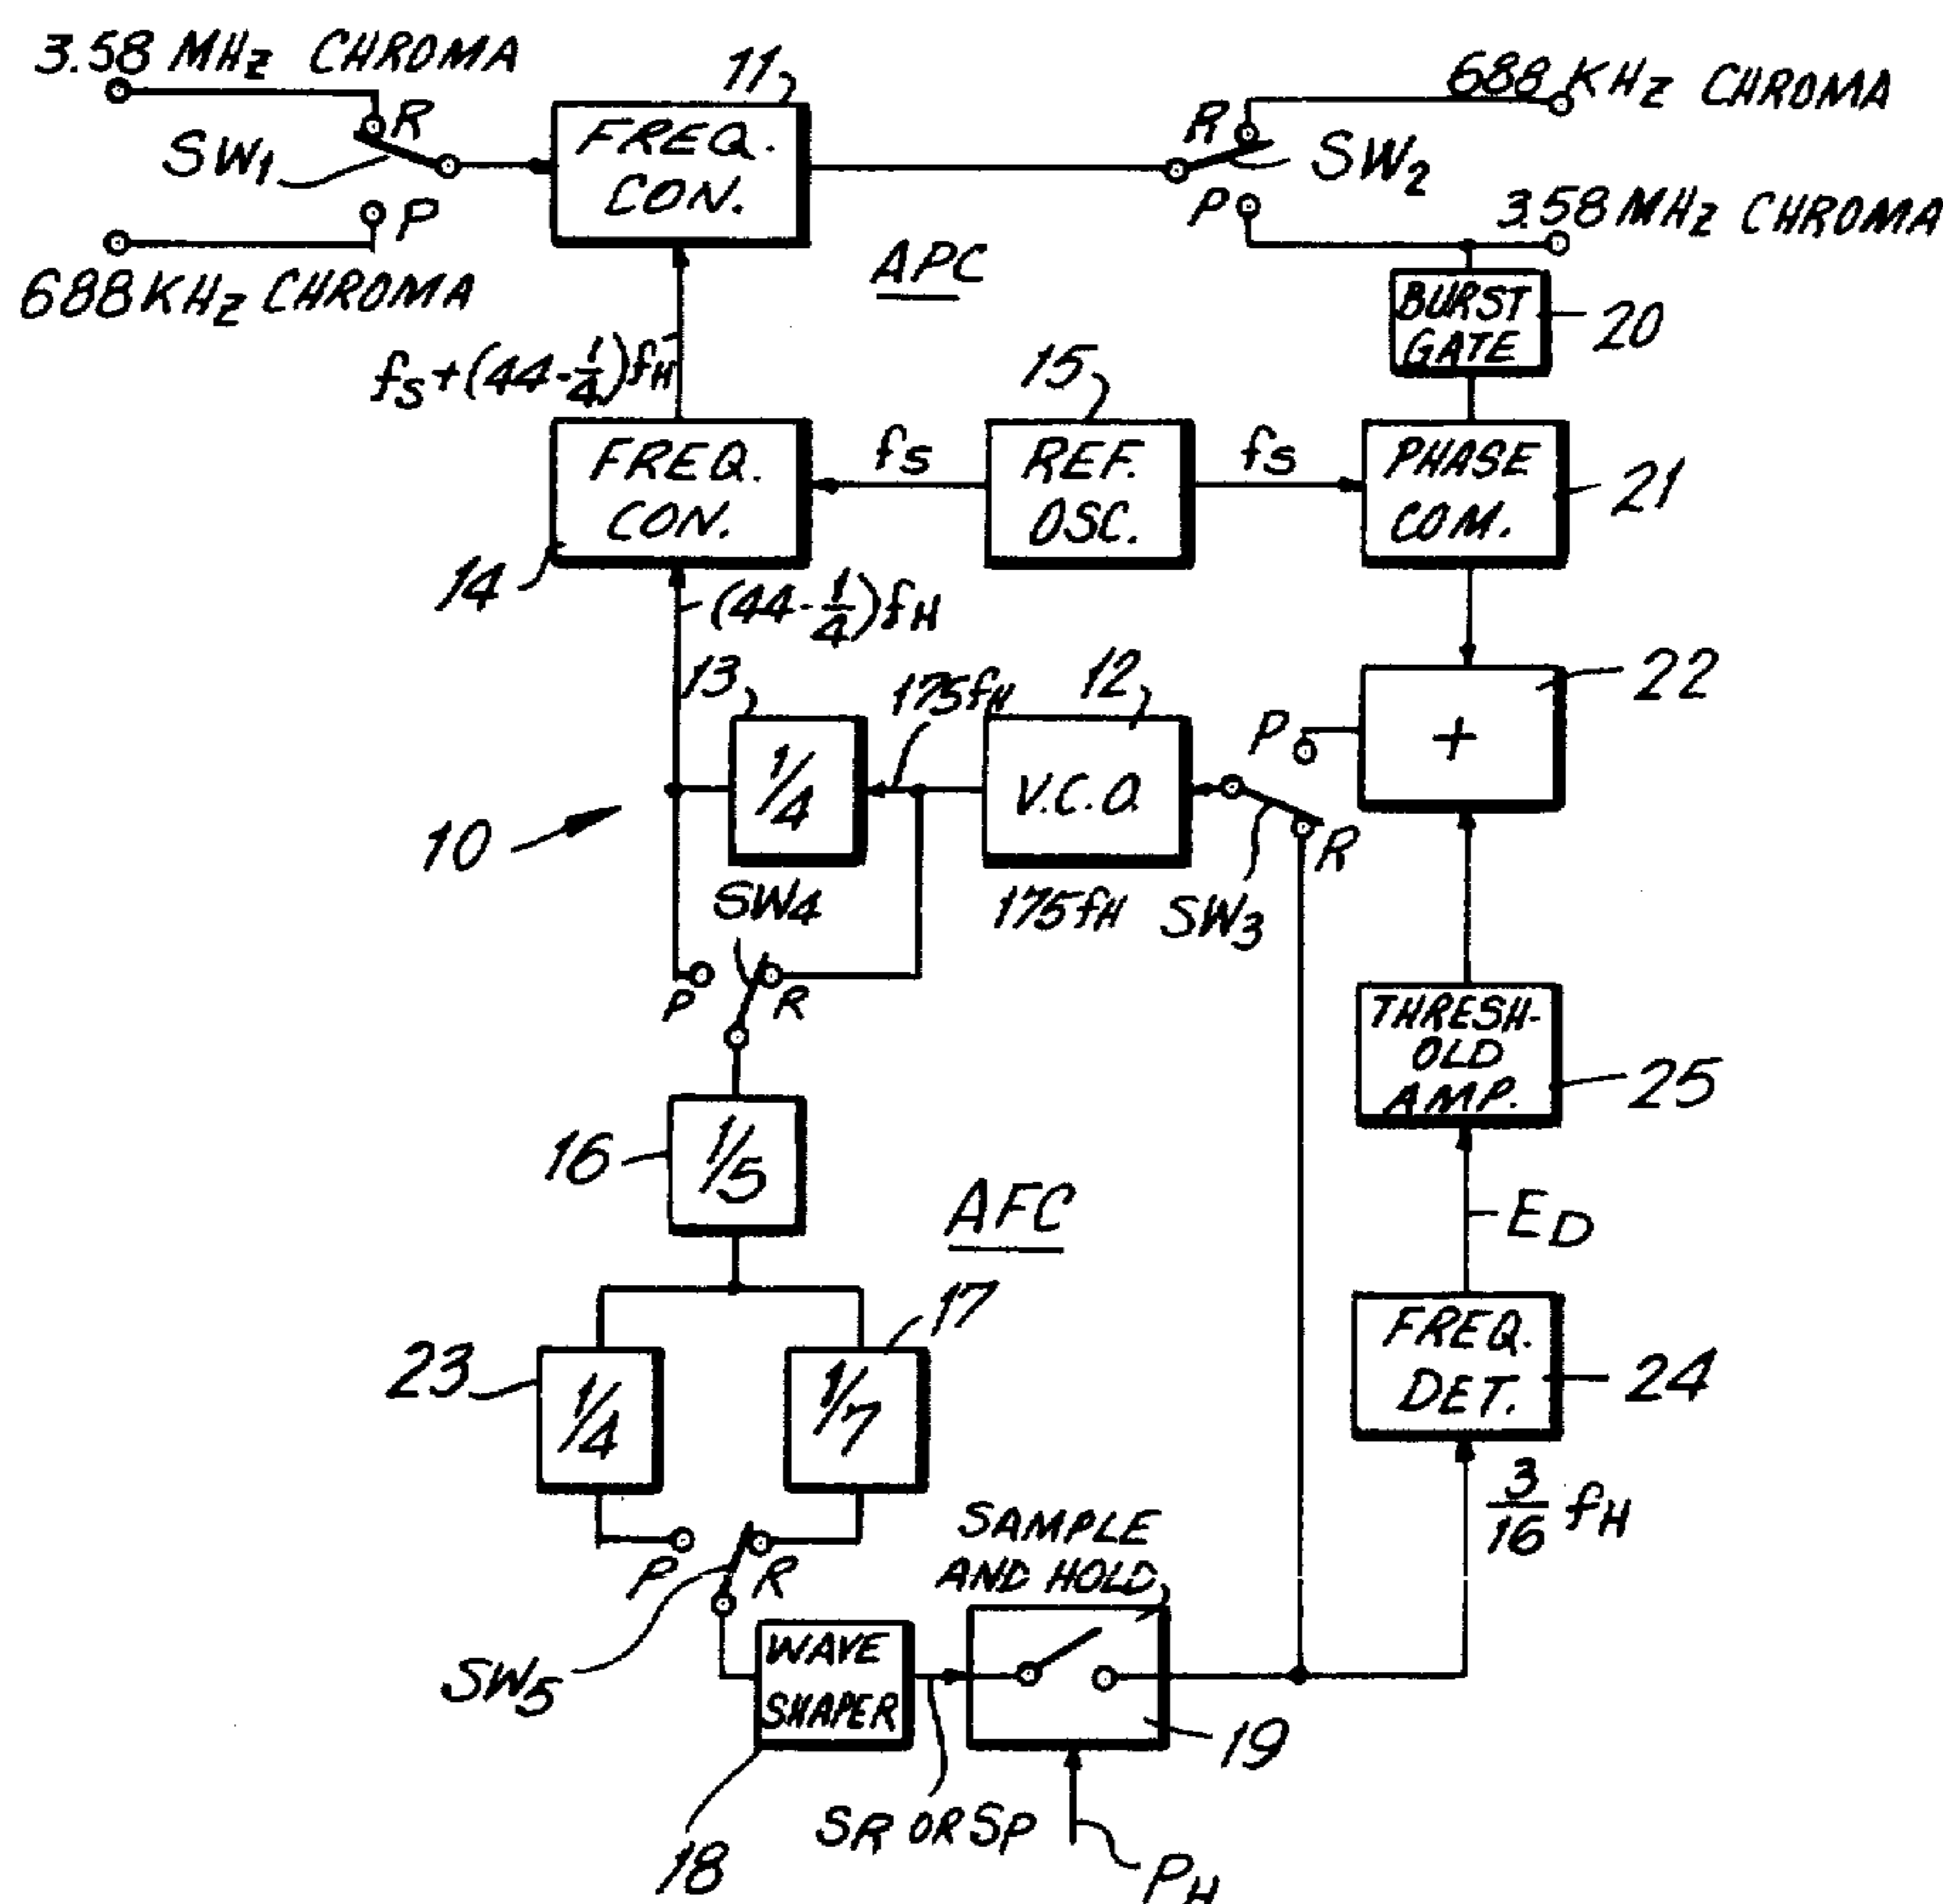 3.58 MHz CHROMA
11
688 KHz CHROMA
R
FREQ.
CON.
R
SW1
SW2
P
P
3.58 MHz CHROMA
688 KHz CHROMA
APC
BURST
GATE
20
fS+(44-1/4)fH
15
FREQ.
CON.
fS
REF.
OSC.
fS
PHASE
COM.
21
14
(44-1/4)fH
13
175fH
12
22
P
+
1/4
V.C.O.
10
R
SW4
175fH
SW3
P
R
THRESH-
OLD
AMP.
25
16
1/5
AFC
ED
17
23
1/4
1/7
FREQ.
DET.
24
3/16 fH
SAMPLE
AND HOLD
P
R
SW5
WAVE
SHAPER
19
SR OR SP
18
PH